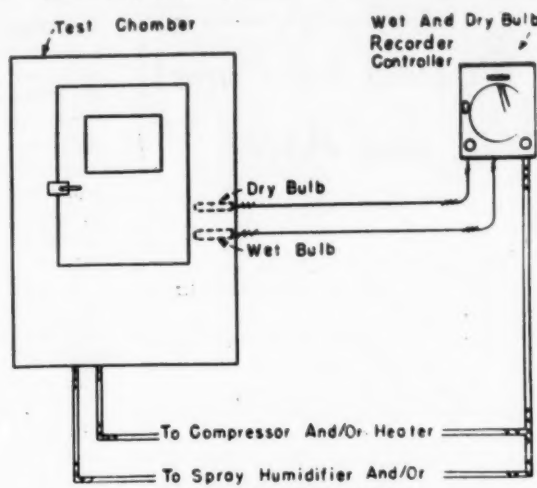 Test Chamber
Wet And Dry Bulb
Recorder
Controller
Dry Bulb
Wet Bulb
To Compressor And/Or Heater
To Spray Humidifier And/Or